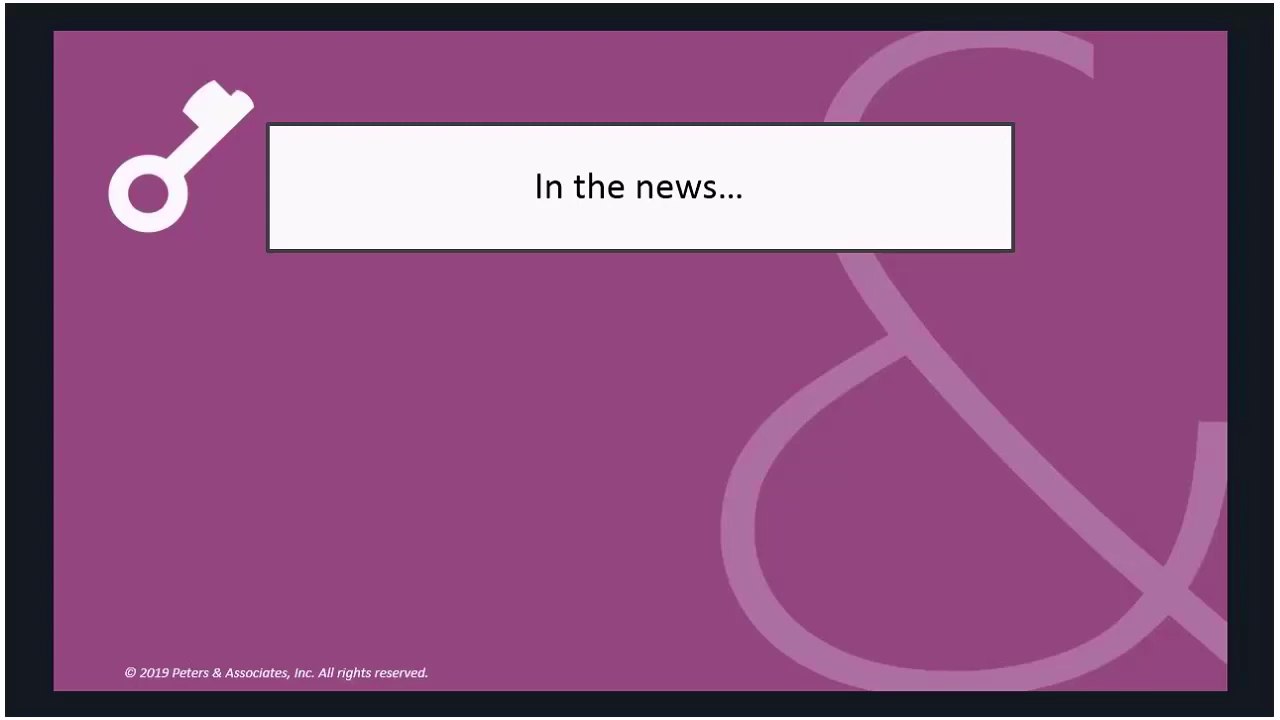 In the news...
© 2019 Peters & Associates, Inc. All rights reserved.